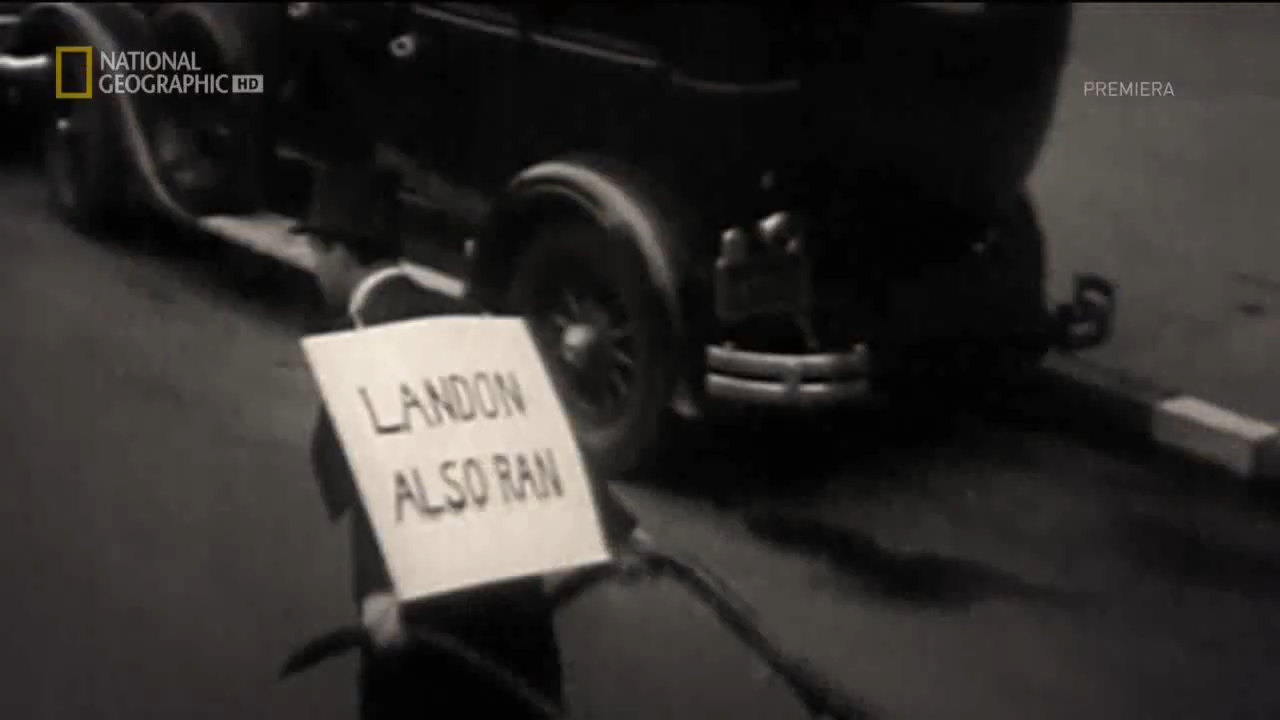 NATIONAL
GEOGRAPHIC HD
PREMIERA
LANDON
ALSO RAN